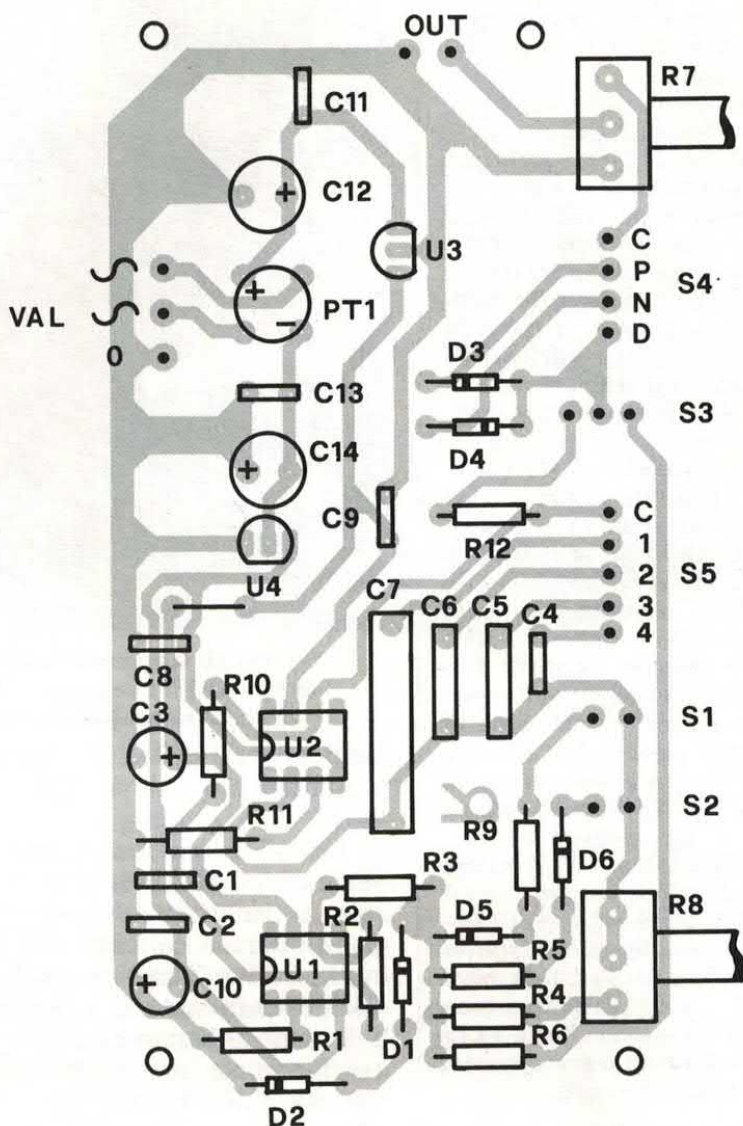 OUT
R7
C11
C12
U3
C
P
N
D
S4
VAL
0
+
PT1
−
D3
C13
S3
C14
+
D4
C9
R12
C
1
2
3
4
S5
U4
C7
C6
C5
C4
C8
R10
C3
+
U2
S1
S2
R11
R9
D6
C1
R3
C2
R2
D5
R8
U1
R5
C10
+
R4
R1
D1
R6
D2
+